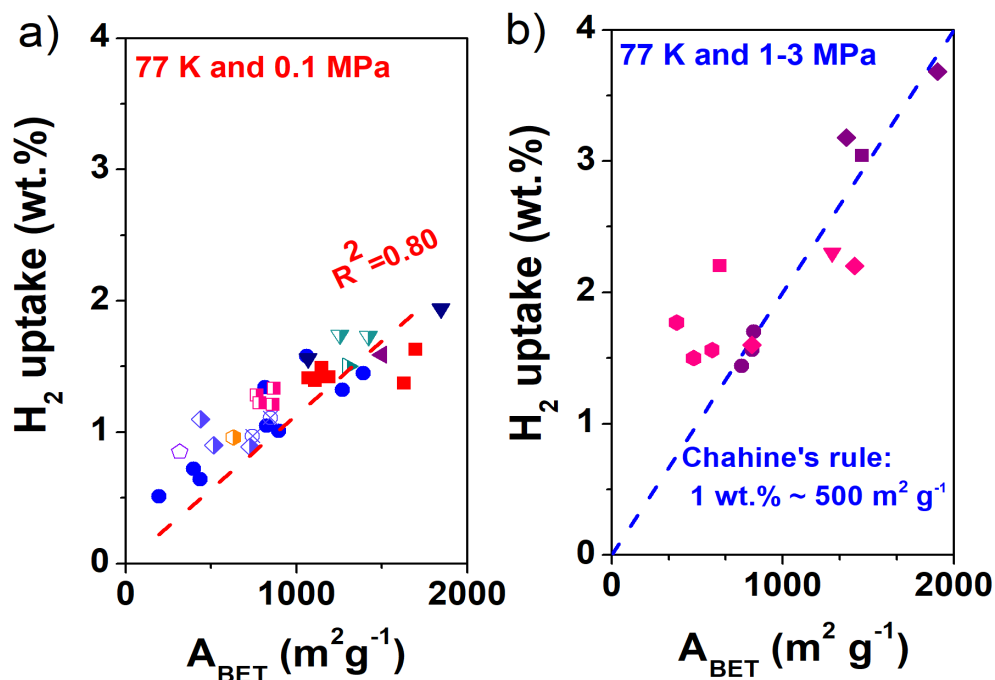 a)
77 K and 0.1 MPa
R²=0.80
H₂ uptake (wt.%)
4
3
2
1
0
0 1000 2000
A_BET (m²g⁻¹)
b)
77 K and 1-3 MPa
Chahine's rule:
1 wt.% ~ 500 m² g⁻¹
H₂ uptake (wt.%)
4
3
2
1
0
0 1000 2000
A_BET (m² g⁻¹)